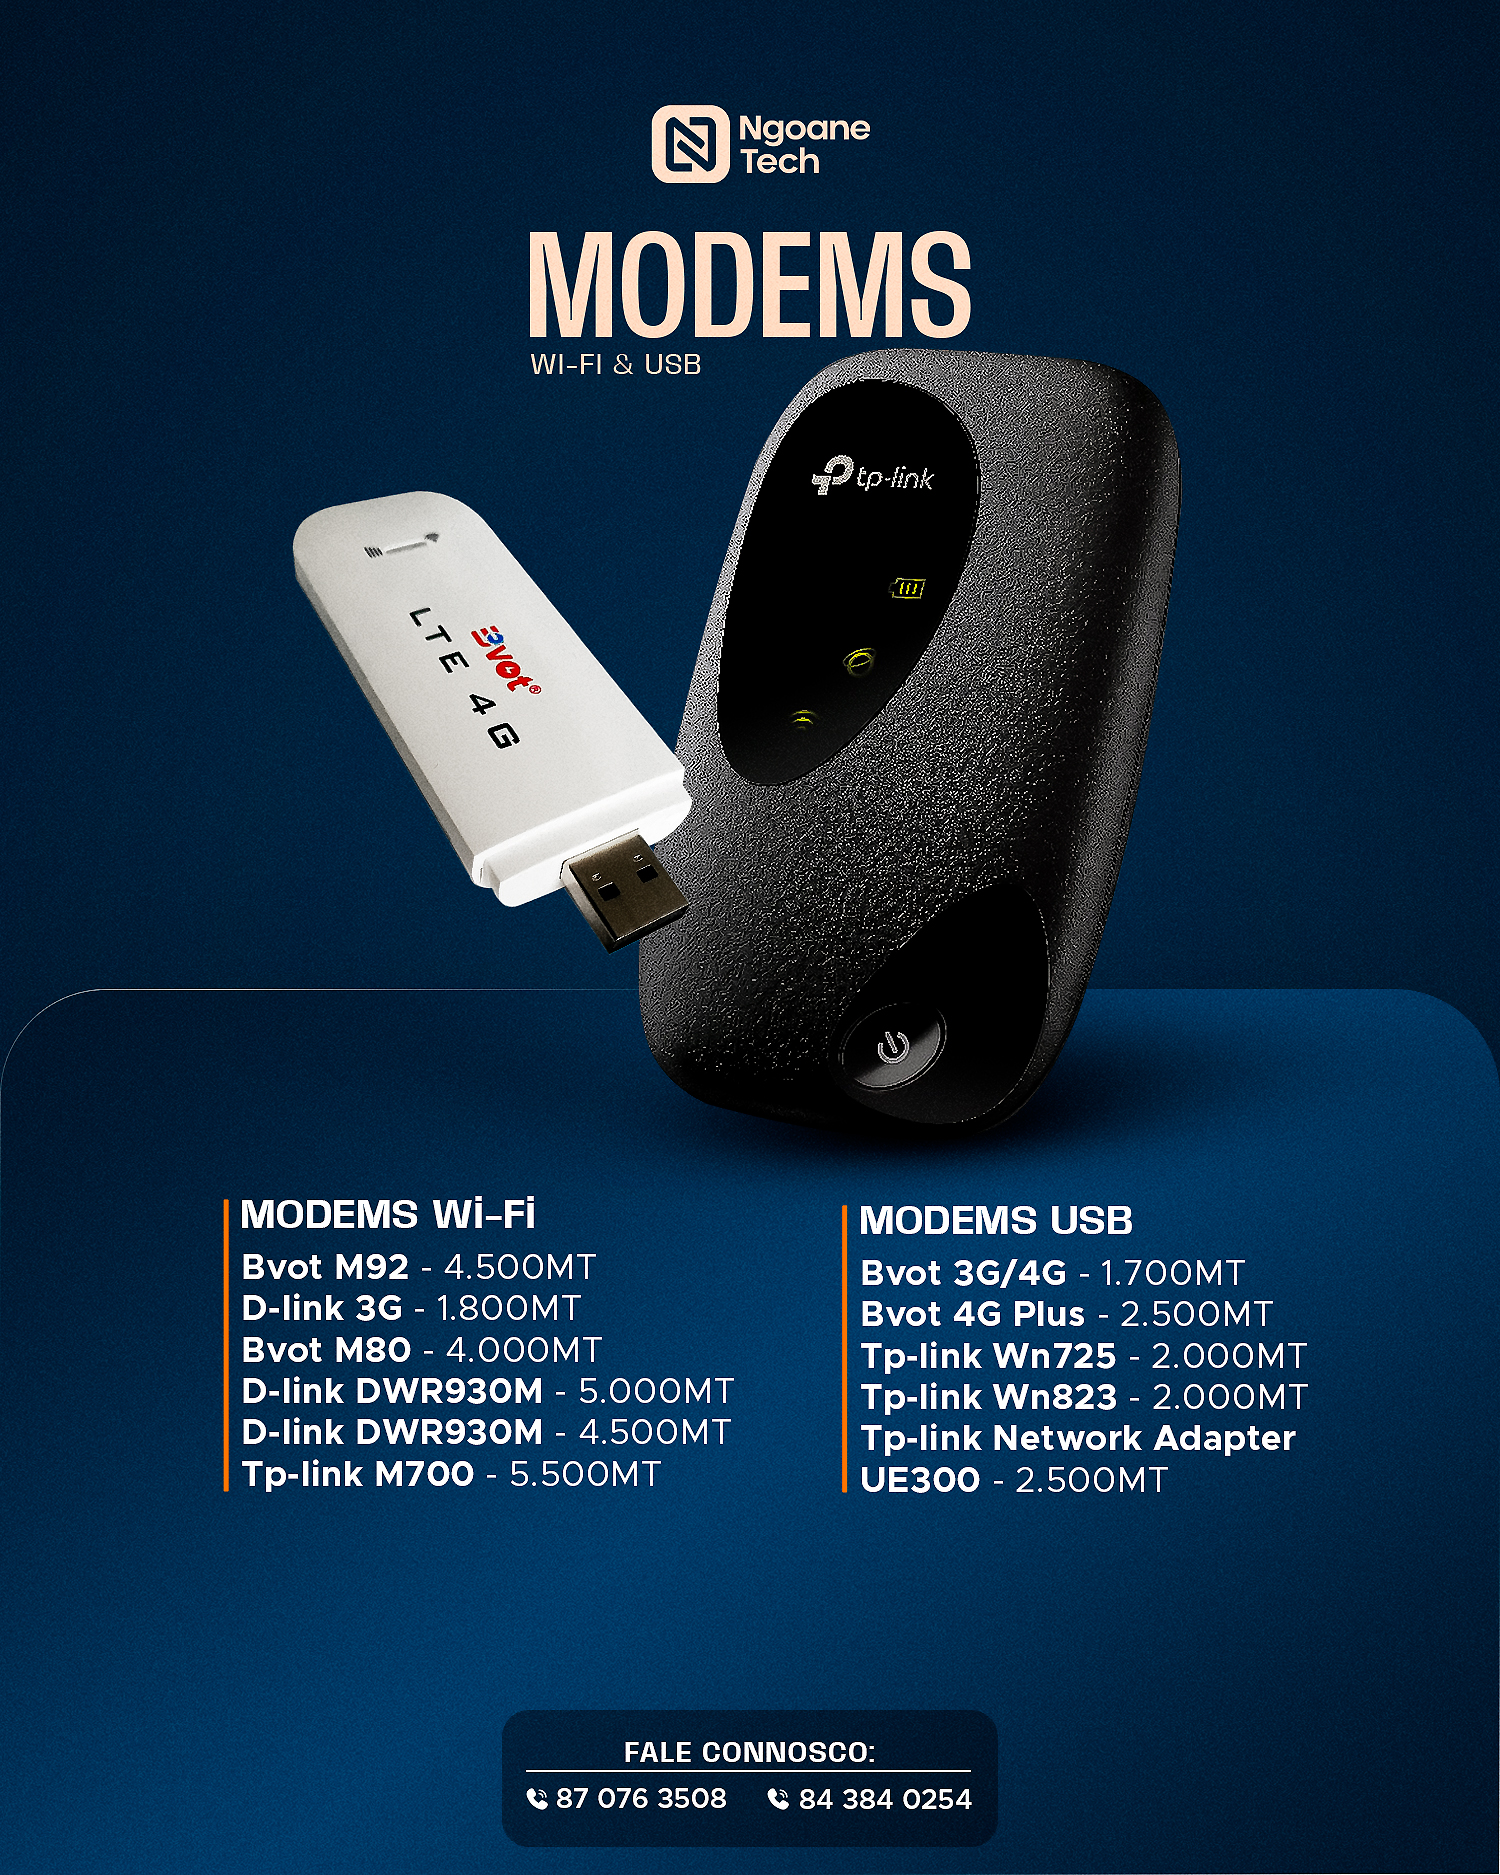 Ngoane
Tech
MODEMS
WI-FI & USB
tp-link
Bvot®
LTE 4G
MODEMS Wi-Fi
Bvot M92 - 4.500MT
D-link 3G - 1.800MT
Bvot M80 - 4.000MT
D-link DWR930M - 5.000MT
D-link DWR930M - 4.500MT
Tp-link M700 - 5.500MT
MODEMS USB
Bvot 3G/4G - 1.700MT
Bvot 4G Plus - 2.500MT
Tp-link Wn725 - 2.000MT
Tp-link Wn823 - 2.000MT
Tp-link Network Adapter
UE300 - 2.500MT
FALE CONNOSCO:
87 076 3508 84 384 0254